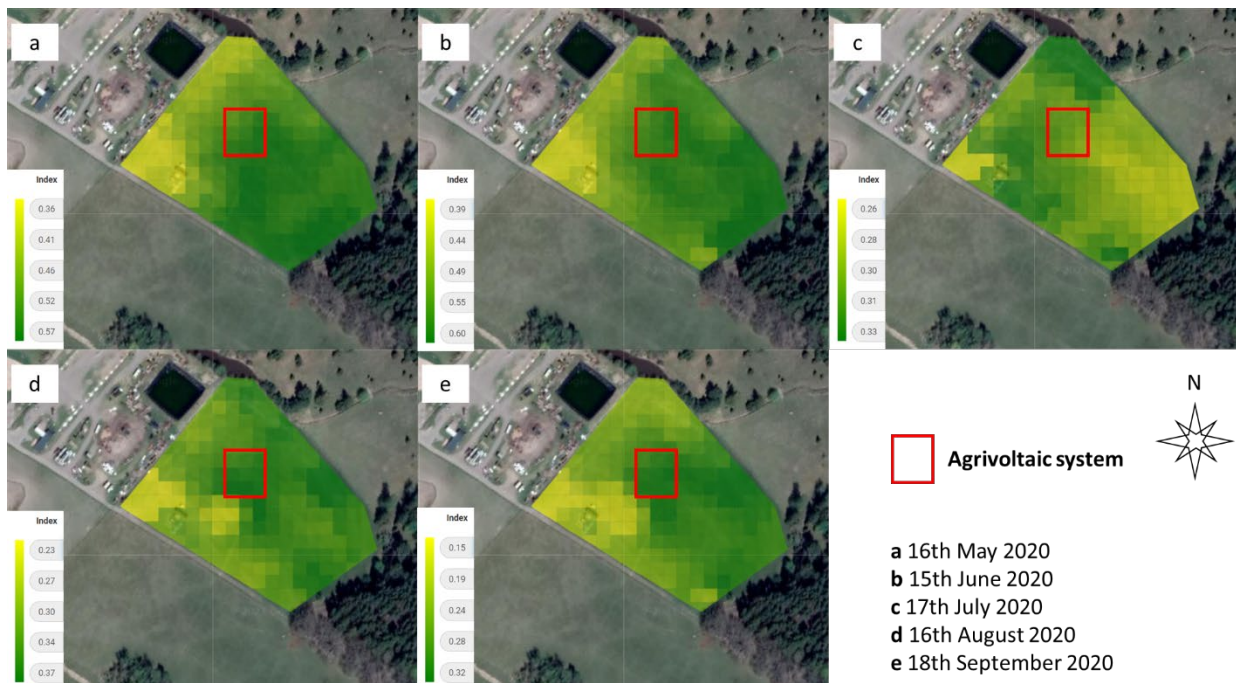 a
Index
0.36
0.41
0.46
0.52
0.57
b
Index
0.39
0.44
0.49
0.55
0.60
c
Index
0.26
0.28
0.30
0.31
0.33
d
Index
0.23
0.27
0.30
0.34
0.37
e
Index
0.15
0.19
0.24
0.28
0.32
N
Agrivoltaic system
a 16th May 2020
b 15th June 2020
c 17th July 2020
d 16th August 2020
e 18th September 2020